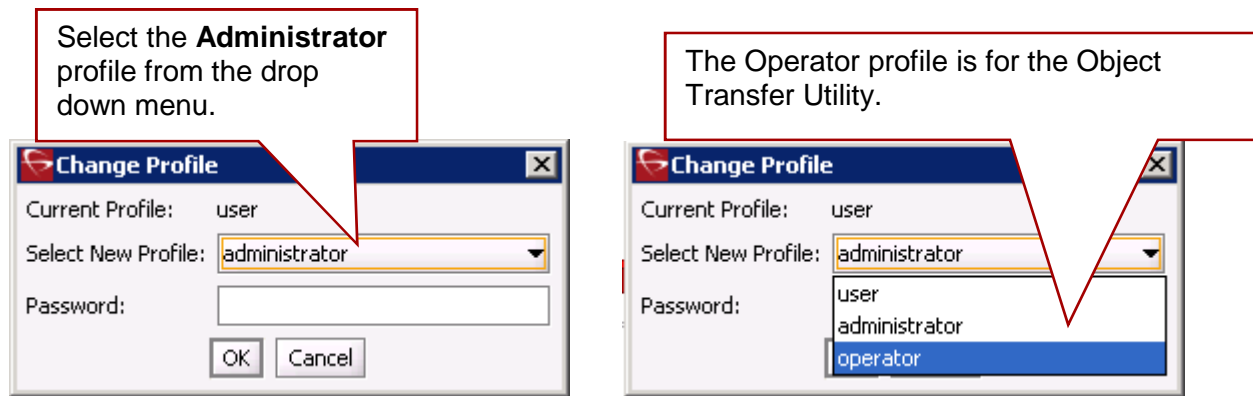 Select the Administrator
profile from the drop
down menu.
Change Profile
Current Profile: user
Select New Profile: administrator
Password:
OK Cancel
The Operator profile is for the Object
Transfer Utility.
Change Profile
Current Profile: user
Select New Profile: administrator
Password:
user
administrator
operator